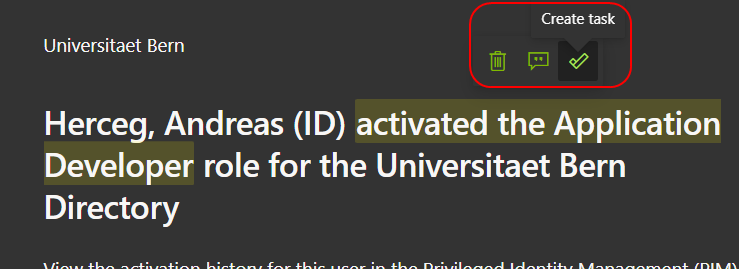 Create task
Universitaet Bern
Herceg, Andreas (ID) activated the Application
Developer role for the Universitaet Bern
Directory
View the activation history for this user in the Privileged Identity Management (PIM)